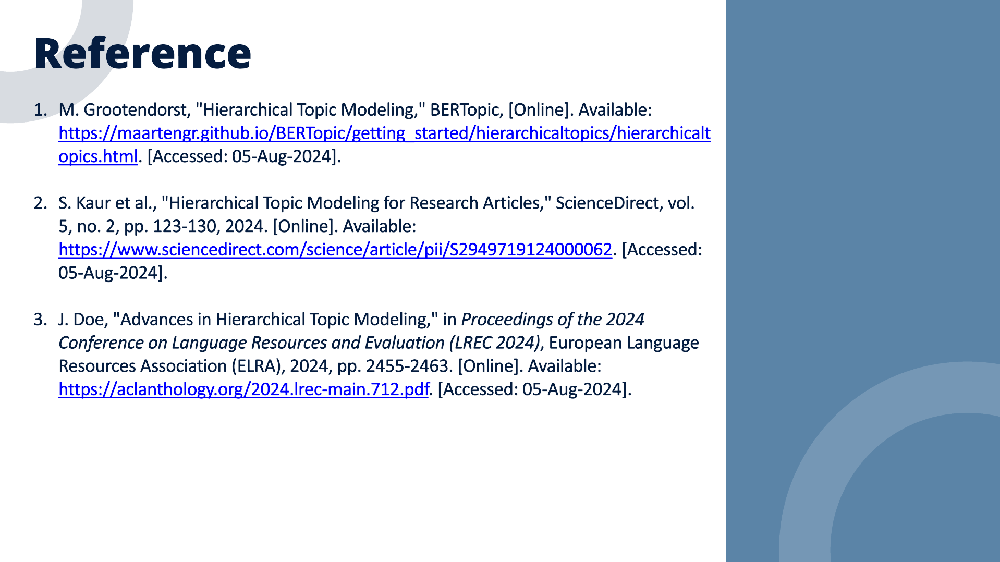 Reference
1. M. Grootendorst, "Hierarchical Topic Modeling," BERTopic, [Online]. Available:
https://maartengr.github.io/BERTopic/getting_started/hierarchicaltopics/hierarchicalt
opics.html. [Accessed: 05-Aug-2024].
2. S. Kaur et al., "Hierarchical Topic Modeling for Research Articles," ScienceDirect, vol.
5, no. 2, pp. 123-130, 2024. [Online]. Available:
https://www.sciencedirect.com/science/article/pii/S2949719124000062. [Accessed:
05-Aug-2024].
3. J. Doe, "Advances in Hierarchical Topic Modeling," in Proceedings of the 2024
Conference on Language Resources and Evaluation (LREC 2024), European Language
Resources Association (ELRA), 2024, pp. 2455-2463. [Online]. Available:
https://aclanthology.org/2024.lrec-main.712.pdf. [Accessed: 05-Aug-2024].